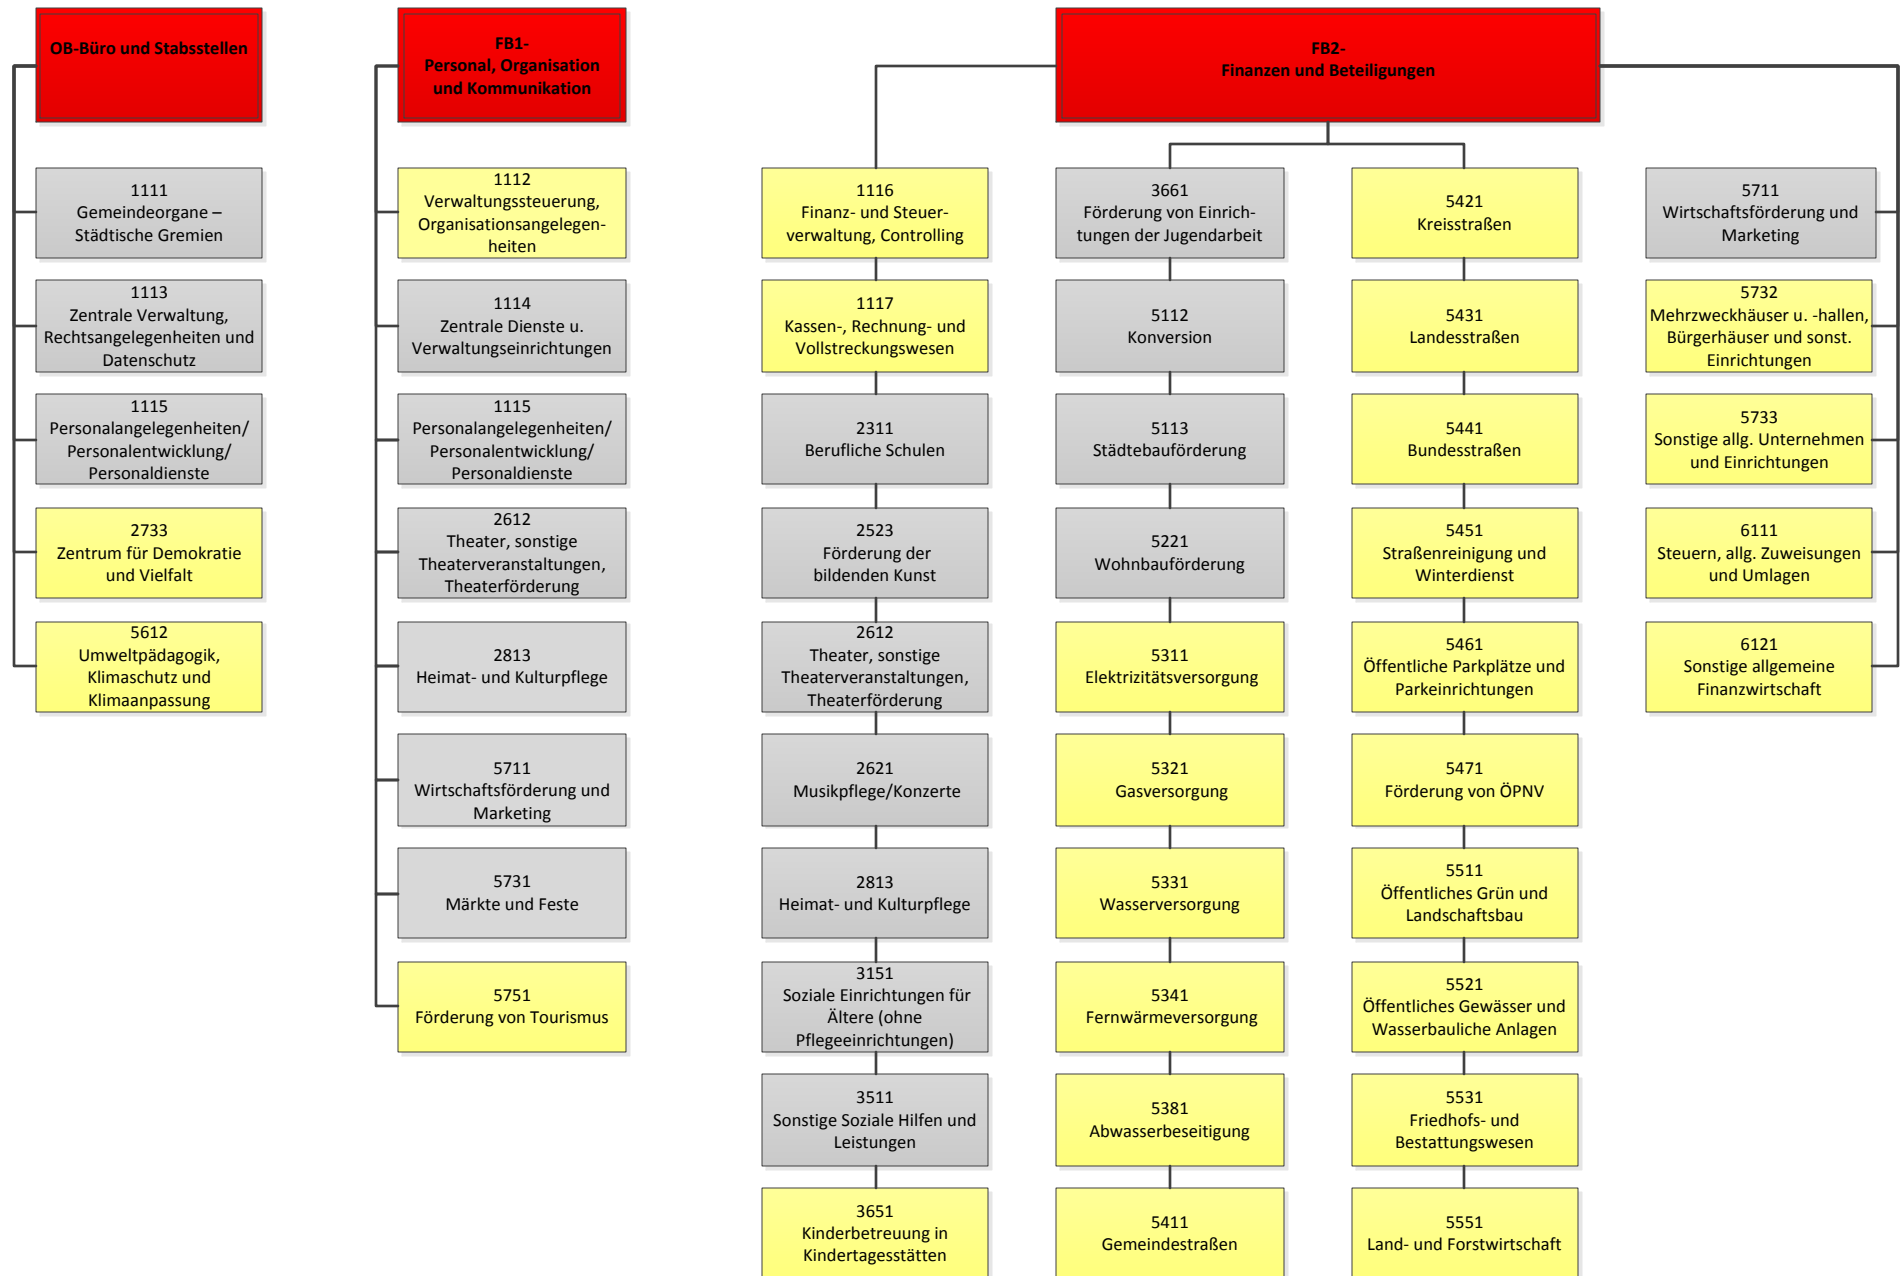 OB-Büro und Stabsstellen
1111
Gemeindeorgane –
Städtische Gremien
1113
Zentrale Verwaltung,
Rechtsangelegenheiten und
Datenschutz
1115
Personalangelegenheiten/
Personalentwicklung/
Personaldienste
2733
Zentrum für Demokratie
und Vielfalt
5612
Umweltpädagogik,
Klimaschutz und
Klimaanpassung
FB1-
Personal, Organisation
und Kommunikation
1112
Verwaltungssteuerung,
Organisationsangelegen-
heiten
1114
Zentrale Dienste u.
Verwaltungseinrichtungen
1115
Personalangelegenheiten/
Personalentwicklung/
Personaldienste
2612
Theater, sonstige
Theaterveranstaltungen,
Theaterförderung
2813
Heimat- und Kulturpflege
5711
Wirtschaftsförderung und
Marketing
5731
Märkte und Feste
5751
Förderung von Tourismus
FB2-
Finanzen und Beteiligungen
1116
Finanz- und Steuer-
verwaltung, Controlling
1117
Kassen-, Rechnung- und
Vollstreckungswesen
2311
Berufliche Schulen
2523
Förderung der
bildenden Kunst
2612
Theater, sonstige
Theaterveranstaltungen,
Theaterförderung
2621
Musikpflege/Konzerte
2813
Heimat- und Kulturpflege
3151
Soziale Einrichtungen für
Ältere (ohne
Pflegeeinrichtungen)
3511
Sonstige Soziale Hilfen und
Leistungen
3651
Kinderbetreuung in
Kindertagesstätten
3661
Förderung von Einrich-
tungen der Jugendarbeit
5112
Konversion
5113
Städtebauförderung
5221
Wohnbauförderung
5311
Elektrizitätsversorgung
5321
Gasversorgung
5331
Wasserversorgung
5341
Fernwärmeversorgung
5381
Abwasserbeseitigung
5411
Gemeindestraßen
5421
Kreisstraßen
5431
Landesstraßen
5441
Bundesstraßen
5451
Straßenreinigung und
Winterdienst
5461
Öffentliche Parkplätze und
Parkeinrichtungen
5471
Förderung von ÖPNV
5511
Öffentliches Grün und
Landschaftsbau
5521
Öffentliches Gewässer und
Wasserbauliche Anlagen
5531
Friedhofs- und
Bestattungswesen
5551
Land- und Forstwirtschaft
5711
Wirtschaftsförderung und
Marketing
5732
Mehrzweckhäuser u. -hallen,
Bürgerhäuser und sonst.
Einrichtungen
5733
Sonstige allg. Unternehmen
und Einrichtungen
6111
Steuern, allg. Zuweisungen
und Umlagen
6121
Sonstige allgemeine
Finanzwirtschaft